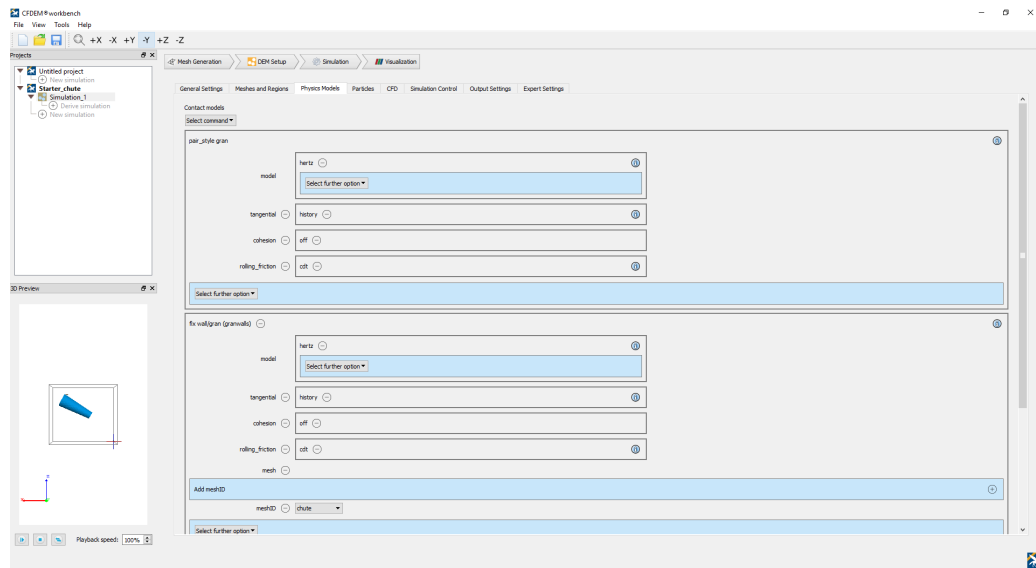 CFDEM®workbench
File View Tools Help
+X -X +Y -Y +Z -Z
Projects
Untitled project
New simulation
Starter_chute
Simulation_1
Derive simulation
New simulation
3D Preview
z
x
Playback speed: 100%
Mesh Generation DEM Setup Simulation Visualization
General Settings Meshes and Regions Physics Models Particles CFD Simulation Control Output Settings Expert Settings
Contact models
Select command
pair_style gran
model hertz
Select further option
tangential history
cohesion off
rolling_friction cdt
Select further option
fix wall/gran (granwalls)
model hertz
Select further option
tangential history
cohesion off
rolling_friction cdt
mesh
Add meshID
meshID chute
Select further option